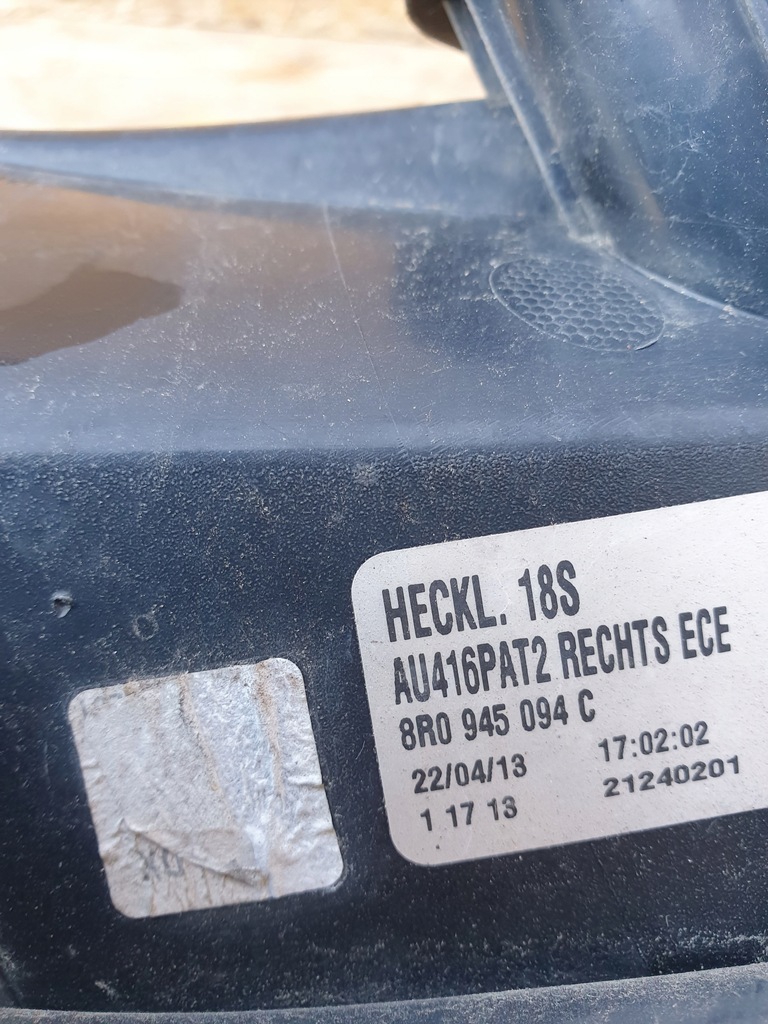 HECKL. 18S
AU416PAT2 RECHTS ECE
8R0 945 094 C
22/04/13 17:02:02
1 17 13 21240201